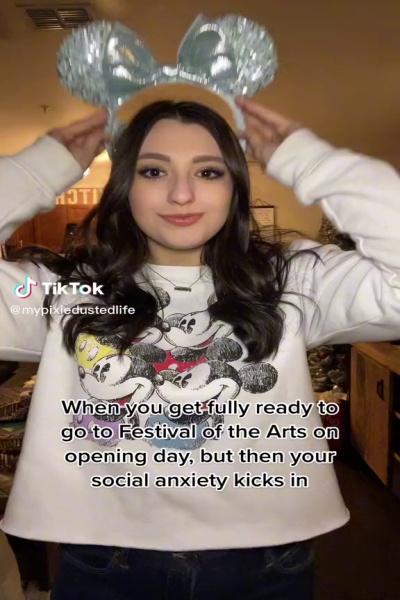 TikTok
@mypixiedustedlife
When you get fully ready to
go to Festival of the Arts on
opening day, but then your
social anxiety kicks in